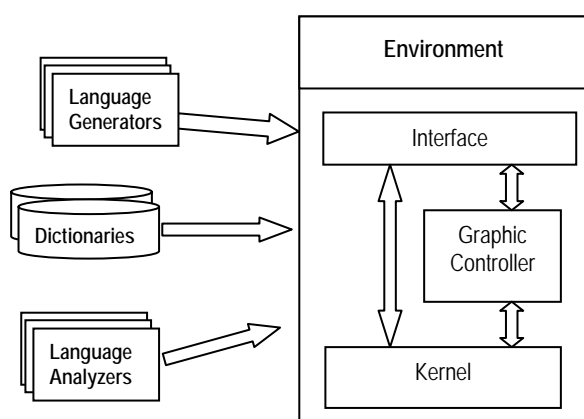 Environment
Language
Generators
Interface
Dictionaries
Graphic
Controller
Language
Analyzers
Kernel